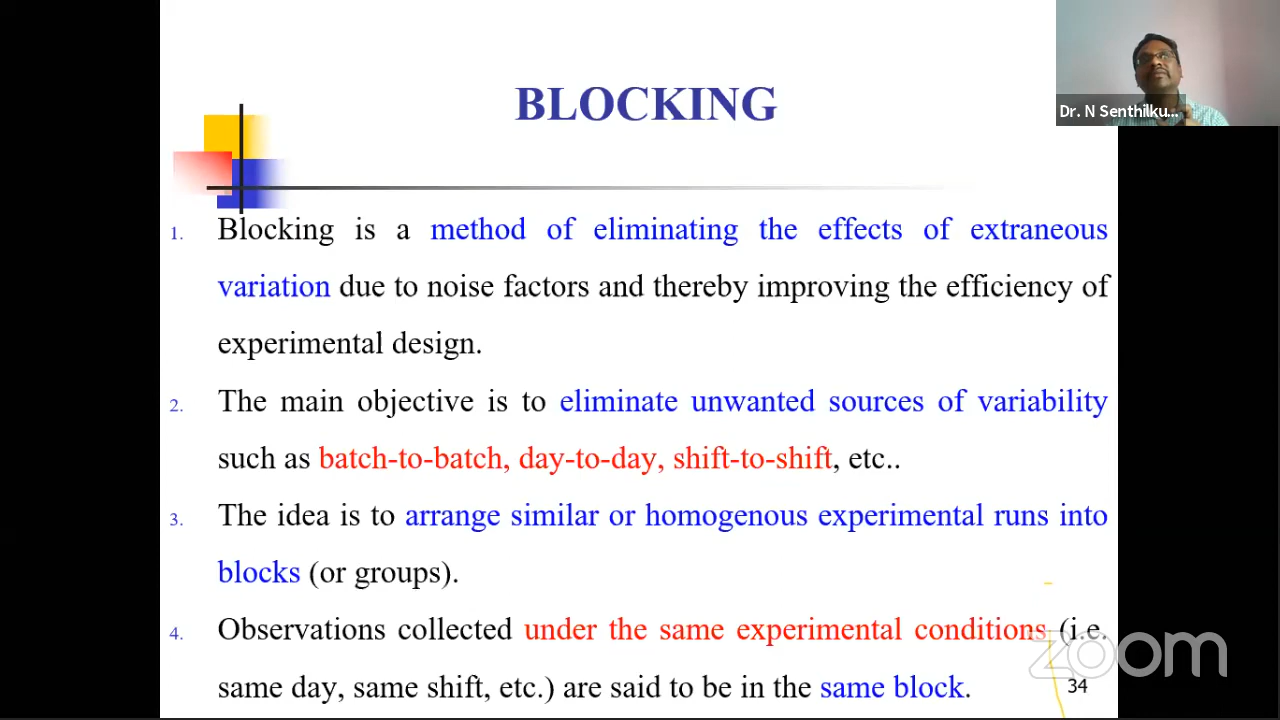 BLOCKING
Dr. N Senthilku...
1. Blocking is a method of eliminating the effects of extraneous
variation due to noise factors and thereby improving the efficiency of
experimental design.
2. The main objective is to eliminate unwanted sources of variability
such as batch-to-batch, day-to-day, shift-to-shift, etc..
3. The idea is to arrange similar or homogenous experimental runs into
blocks (or groups).
4. Observations collected under the same experimental conditions (i.e.
same day, same shift, etc.) are said to be in the same block.
zoom
34